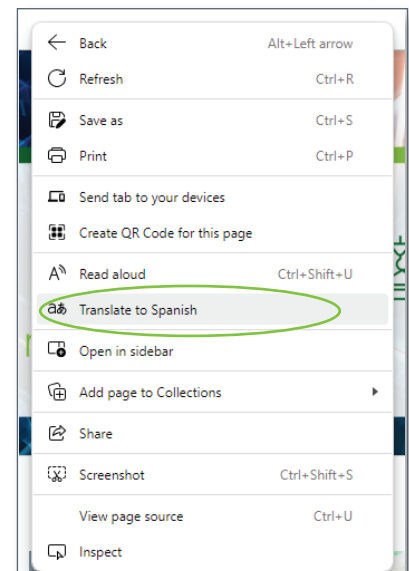 Back Alt+Left arrow
Refresh Ctrl+R
Save as Ctrl+S
Print Ctrl+P
Send tab to your devices
Create QR Code for this page
Read aloud Ctrl+Shift+U
Translate to Spanish
Open in sidebar
Add page to Collections
Share
Screenshot Ctrl+Shift+S
View page source Ctrl+U
Inspect